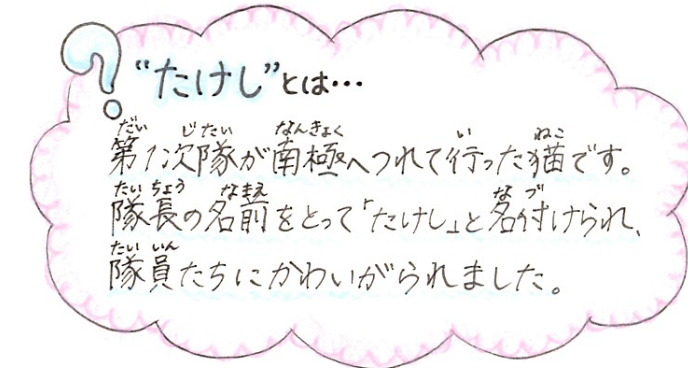 ？“たけし”とは…
第1次隊が南極へつれて行った猫です。
隊長の名前をとって「たけし」と名付けられ、
隊員たちにかわいがられました。